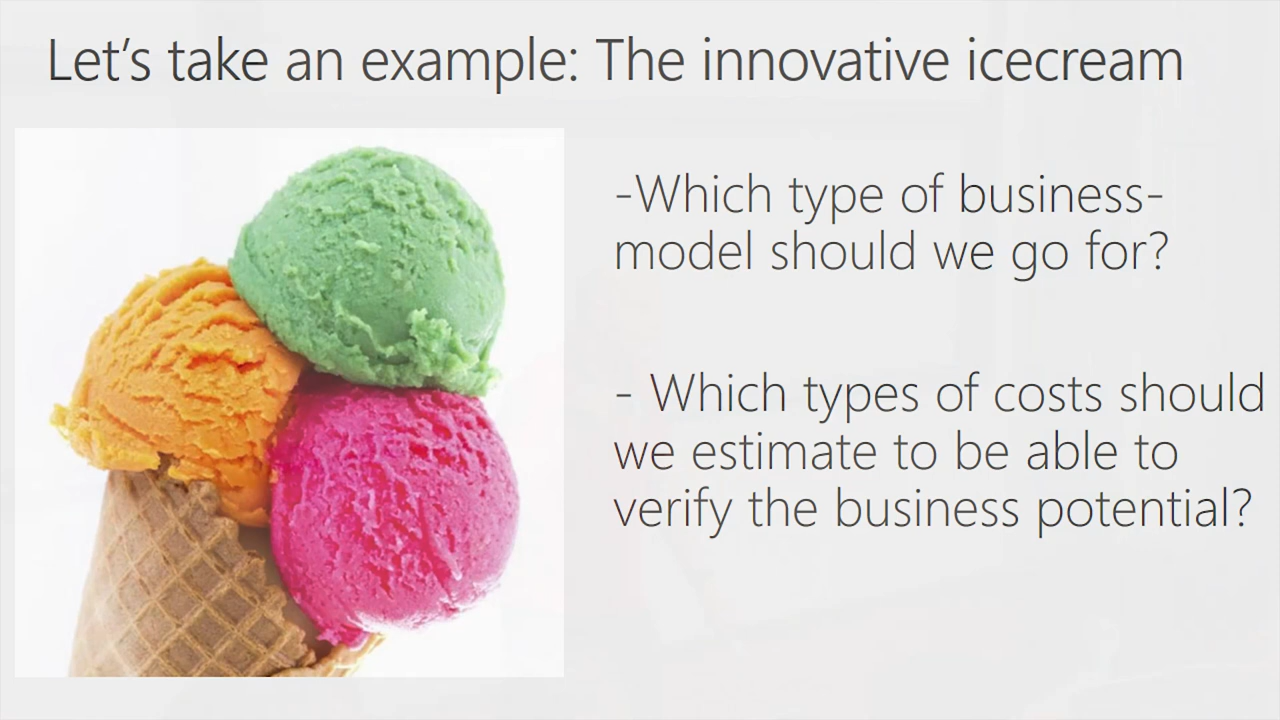 Let's take an example: The innovative icecream
-Which type of business-
model should we go for?
- Which types of costs should
we estimate to be able to
verify the business potential?